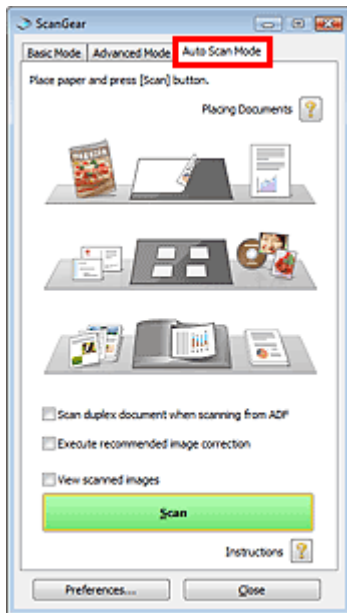 ScanGear
Basic Mode Advanced Mode Auto Scan Mode
Place paper and press [Scan] button.
Placing Documents ?
Scan duplex document when scanning from ADF
Execute recommended image correction
View scanned images
Scan
Instructions ?
Preferences... Close